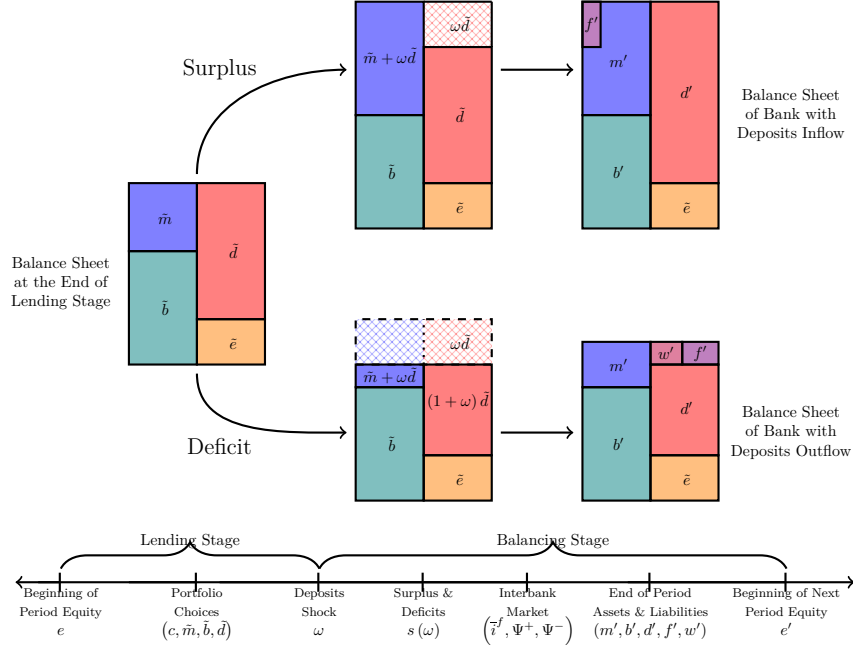 Surplus
m̃ + ωd̃
ωd̃
d̃
b̃
ẽ
f′
m′
d′
b′
ẽ
Balance Sheet
of Bank with
Deposits Inflow
Balance Sheet
at the End of
Lending Stage
m̃
d̃
b̃
ẽ
Deficit
ωd̃
m̃ + ωd̃
(1 + ω) d̃
b̃
ẽ
m′
w′
f′
d′
b′
ẽ
Balance Sheet
of Bank with
Deposits Outflow
Lending Stage
Balancing Stage
Beginning of
Period Equity
e
Portfolio
Choices
(c, m̃, b̃, d̃)
Deposits
Shock
ω
Surplus &
Deficits
s (ω)
Interbank
Market
(i̅ᶠ, Ψ⁺, Ψ⁻)
End of Period
Assets & Liabilities
(m′, b′, d′, f′, w′)
Beginning of Next
Period Equity
e′